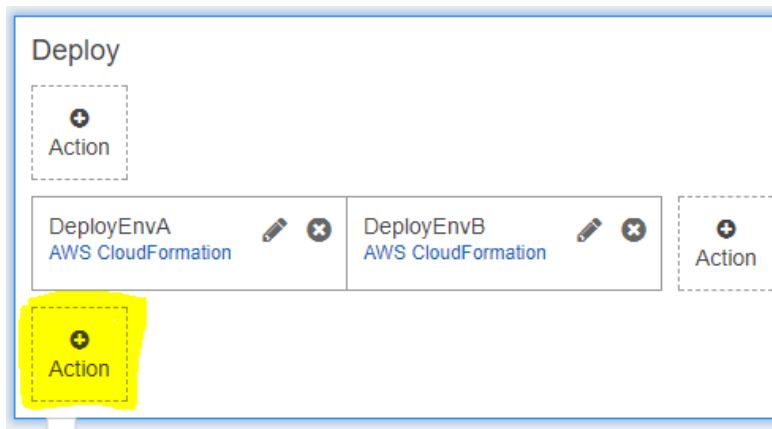 Deploy
Action
DeployEnvA
AWS CloudFormation
DeployEnvB
AWS CloudFormation
Action
Action